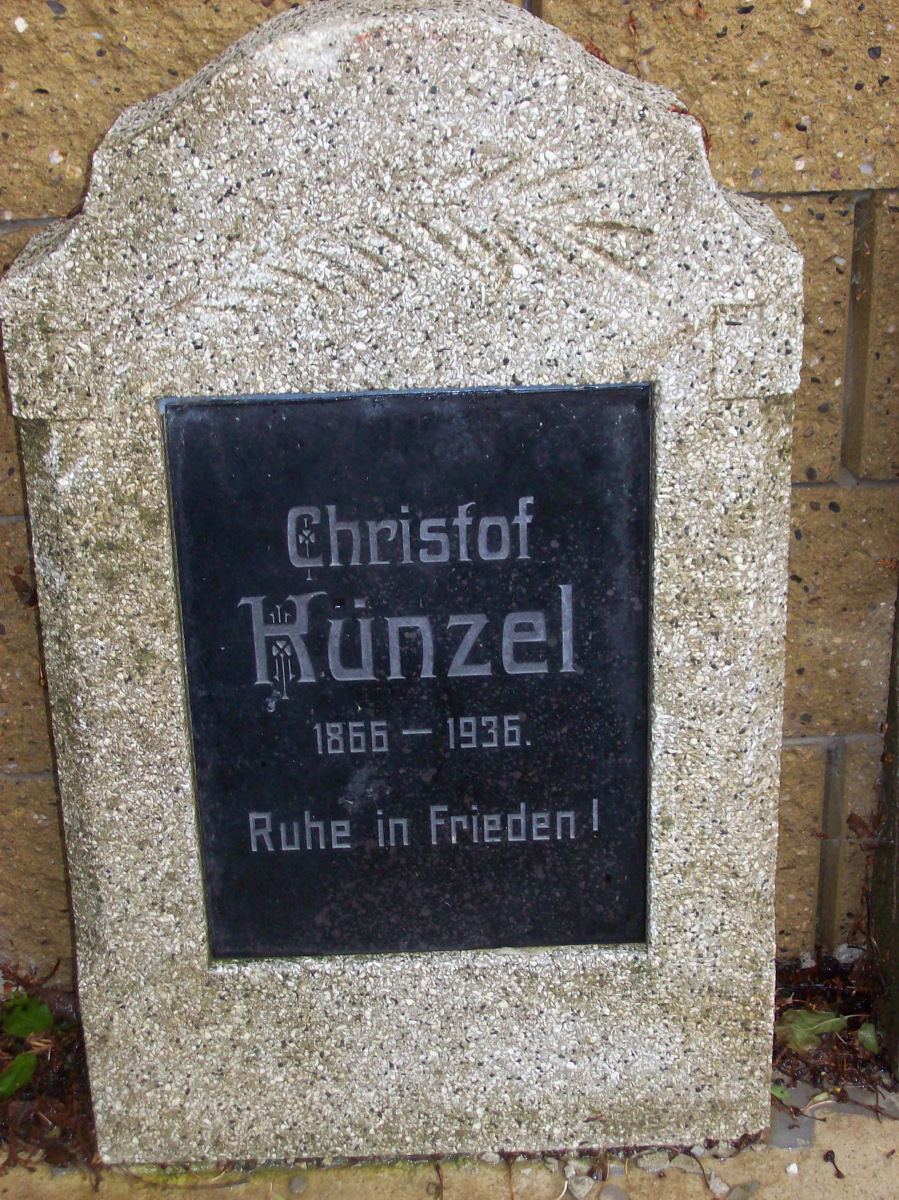 Christof
Künzel
1866 – 1936.
Ruhe in Frieden!